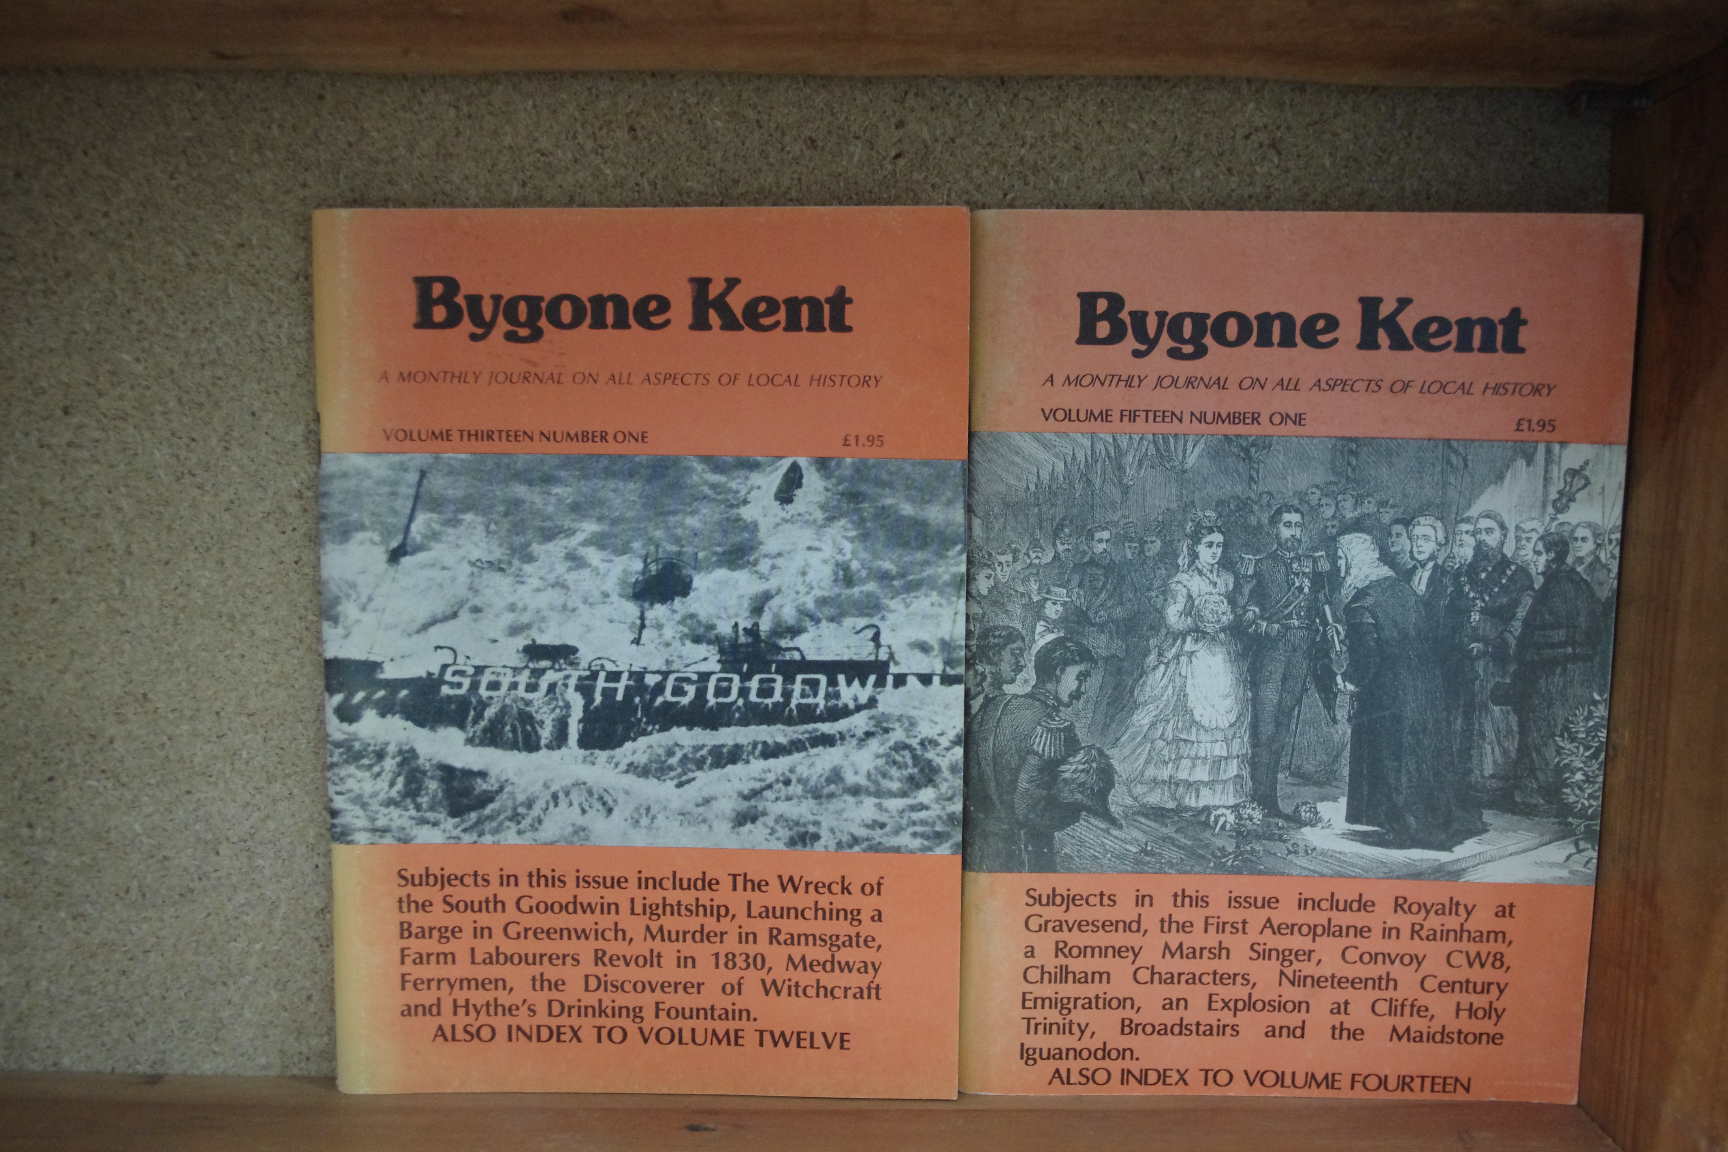 Bygone Kent
A MONTHLY JOURNAL ON ALL ASPECTS OF LOCAL HISTORY
VOLUME THIRTEEN NUMBER ONE
£1.95
SOUTH GOODWIN
Subjects in this issue include The Wreck of
the South Goodwin Lightship, Launching a
Barge in Greenwich, Murder in Ramsgate,
Farm Labourers Revolt in 1830, Medway
Ferrymen, the Discoverer of Witchcraft
and Hythe's Drinking Fountain.
ALSO INDEX TO VOLUME TWELVE
Bygone Kent
A MONTHLY JOURNAL ON ALL ASPECTS OF LOCAL HISTORY
VOLUME FIFTEEN NUMBER ONE
£1.95
Subjects in this issue include Royalty at
Gravesend, the First Aeroplane in Rainham,
a Romney Marsh Singer, Convoy CW8,
Chilham Characters, Nineteenth Century
Emigration, an Explosion at Cliffe, Holy
Trinity, Broadstairs and the Maidstone
Iguanodon.
ALSO INDEX TO VOLUME FOURTEEN